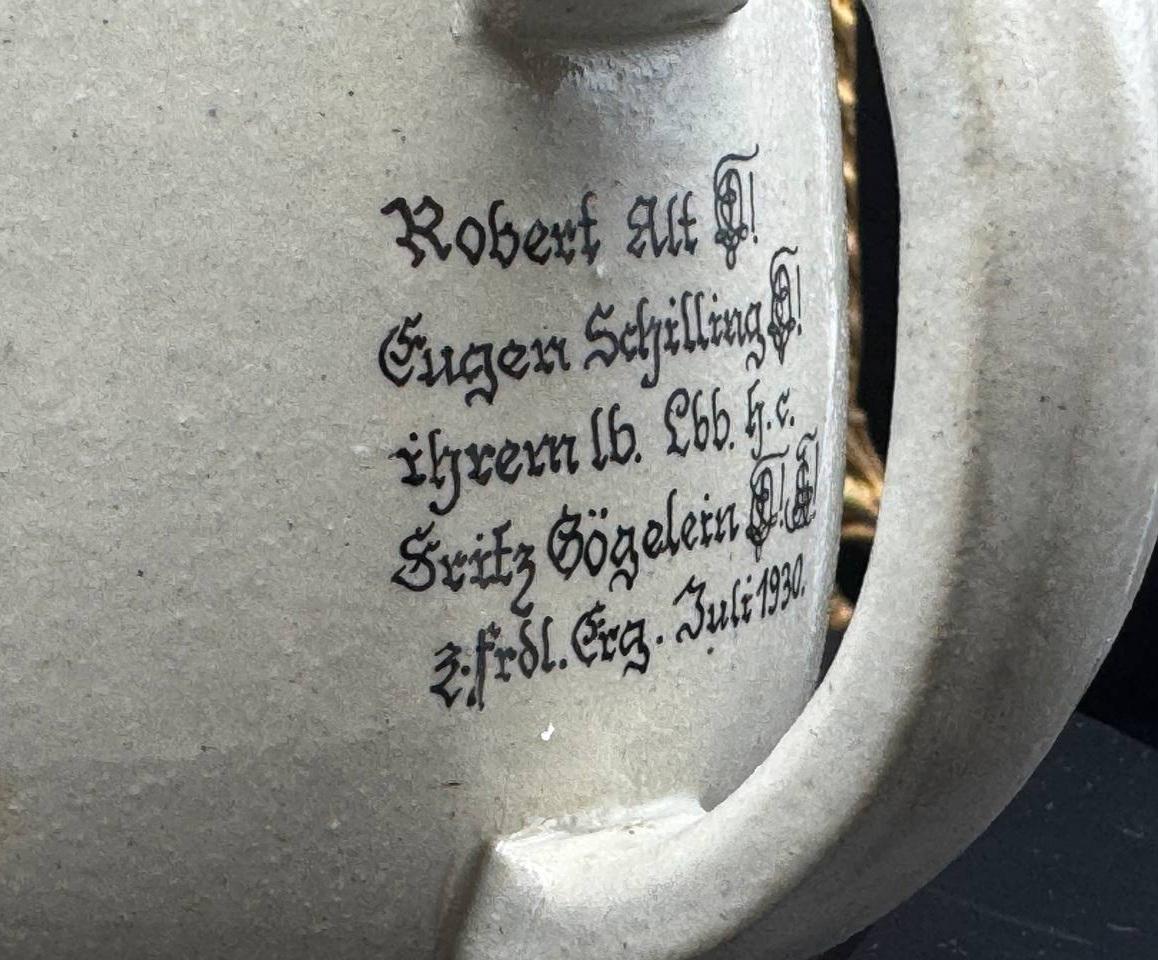 Robert Alt
Eugen Schilling
ihrem lb. Lbb. h.c.
Fritz Gögelein
z. frdl. Erg. Juli 1930.